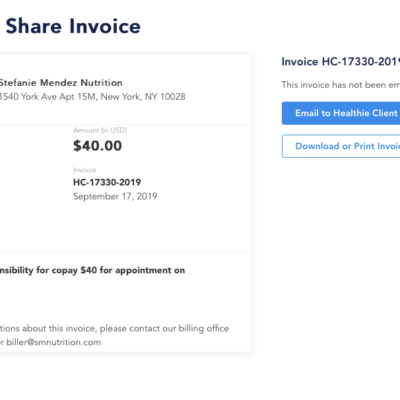 Share Invoice
Stefanie Mendez Nutrition
1540 York Ave Apt 15M, New York, NY 10028
Amount (in USD)
$40.00
Invoice
HC-17330-2019
September 17, 2019
nsibility for copay $40 for appointment on
tions about this invoice, please contact our billing office
r biller@smnutrition.com
Invoice HC-17330-2019
This invoice has not been em
Email to Healthie Client
Download or Print Invoi